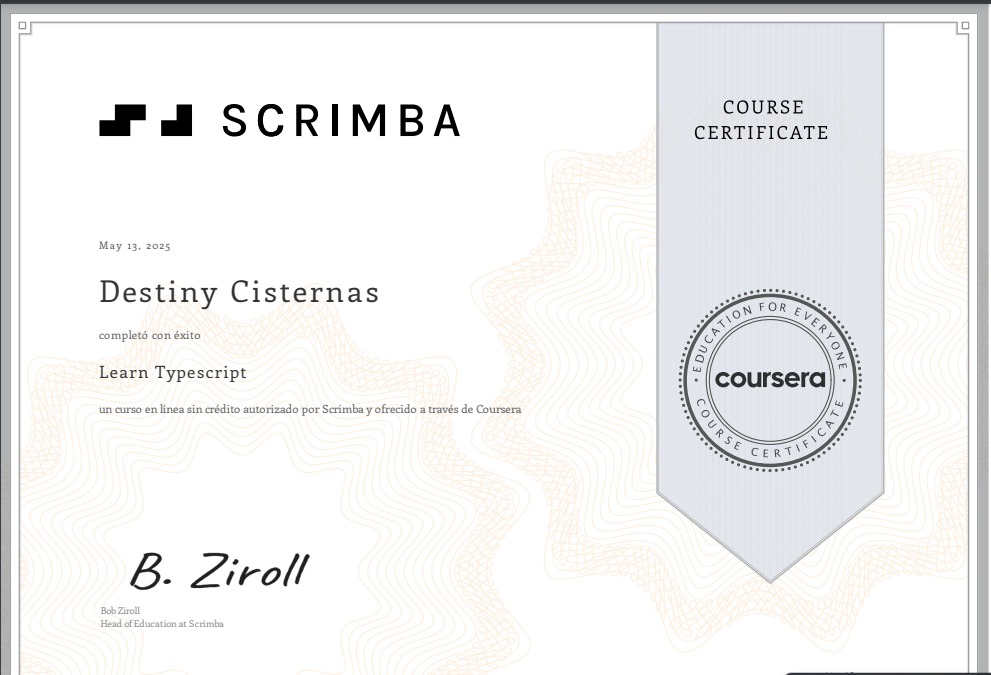 SCRIMBA
COURSE
CERTIFICATE
May 13, 2025
Destiny Cisternas
completó con éxito
Learn Typescript
un curso en línea sin crédito autorizado por Scrimba y ofrecido a través de Coursera
EDUCATION FOR EVERYONE
coursera
COURSE CERTIFICATE
B. Ziroll
Bob Ziroll
Head of Education at Scrimba